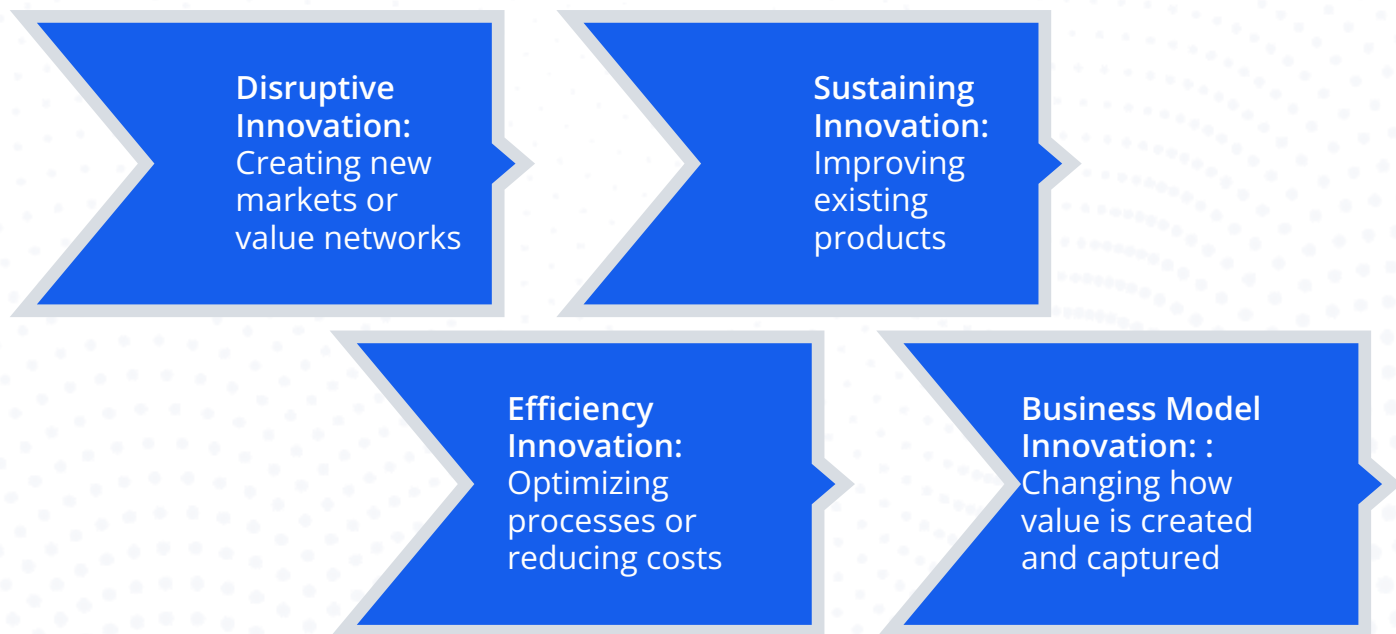 Disruptive
Innovation:
Creating new
markets or
value networks
Sustaining
Innovation:
Improving
existing
products
Efficiency
Innovation:
Optimizing
processes or
reducing costs
Business Model
Innovation: :
Changing how
value is created
and captured